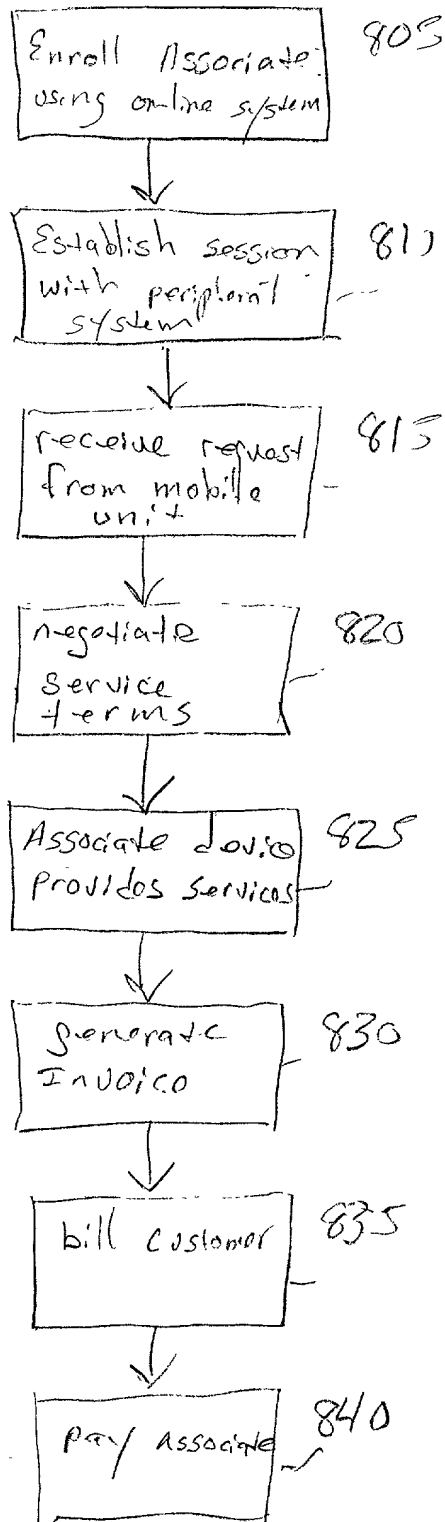 Enroll Associate
using on-line system
805
Establish session
with peripheral
system
810
receive request
from mobile
unit
815
negotiate
service
terms
820
Associate device
provides services
825
generate
Invoice
830
bill customer
835
pay associate
840